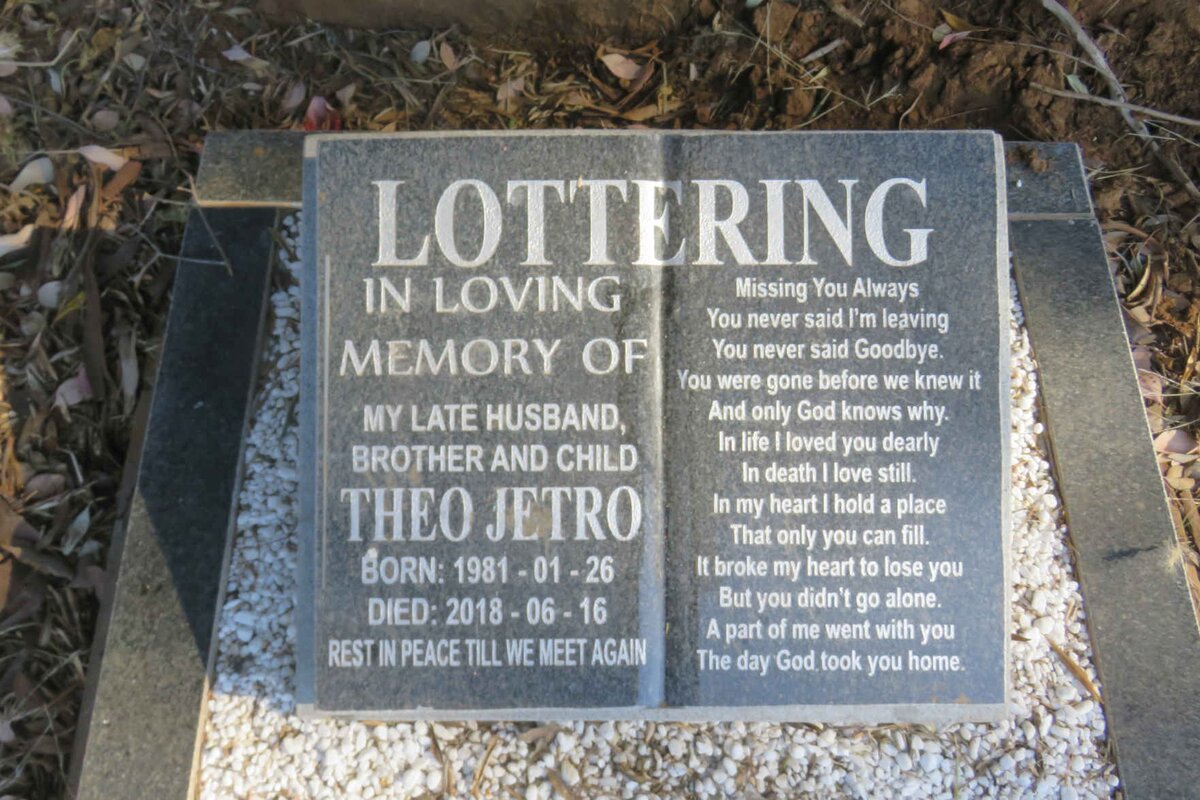 LOTTERING
IN LOVING
MEMORY OF
MY LATE HUSBAND,
BROTHER AND CHILD
THEO JETRO
BORN: 1981 - 01 - 26
DIED: 2018 - 06 - 16
REST IN PEACE TILL WE MEET AGAIN
Missing You Always
You never said I'm leaving
You never said Goodbye.
You were gone before we knew it
And only God knows why.
In life I loved you dearly
In death I love still.
In my heart I hold a place
That only you can fill.
It broke my heart to lose you
But you didn't go alone.
A part of me went with you
The day God took you home.